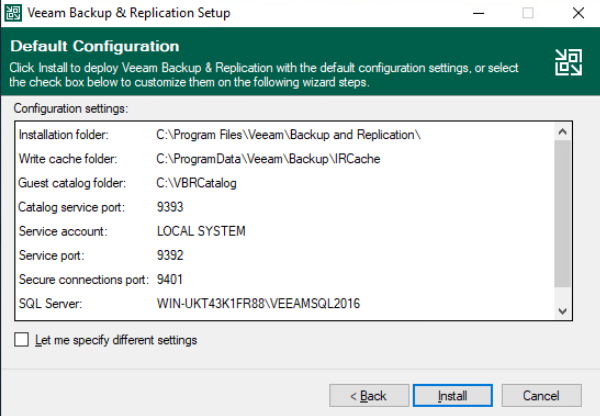 Veeam Backup & Replication Setup
Default Configuration
Click Install to deploy Veeam Backup & Replication with the default configuration settings, or select
the check box below to customize them on the following wizard steps.
Configuration settings:
Installation folder: C:\Program Files\Veeam\Backup and Replication\
Write cache folder: C:\ProgramData\Veeam\Backup\IRCache
Guest catalog folder: C:\VBRCatalog
Catalog service port: 9393
Service account: LOCAL SYSTEM
Service port: 9392
Secure connections port: 9401
SQL Server: WIN-UKT43K1FR88\VEEAMSQL2016
Let me specify different settings
< Back Install Cancel